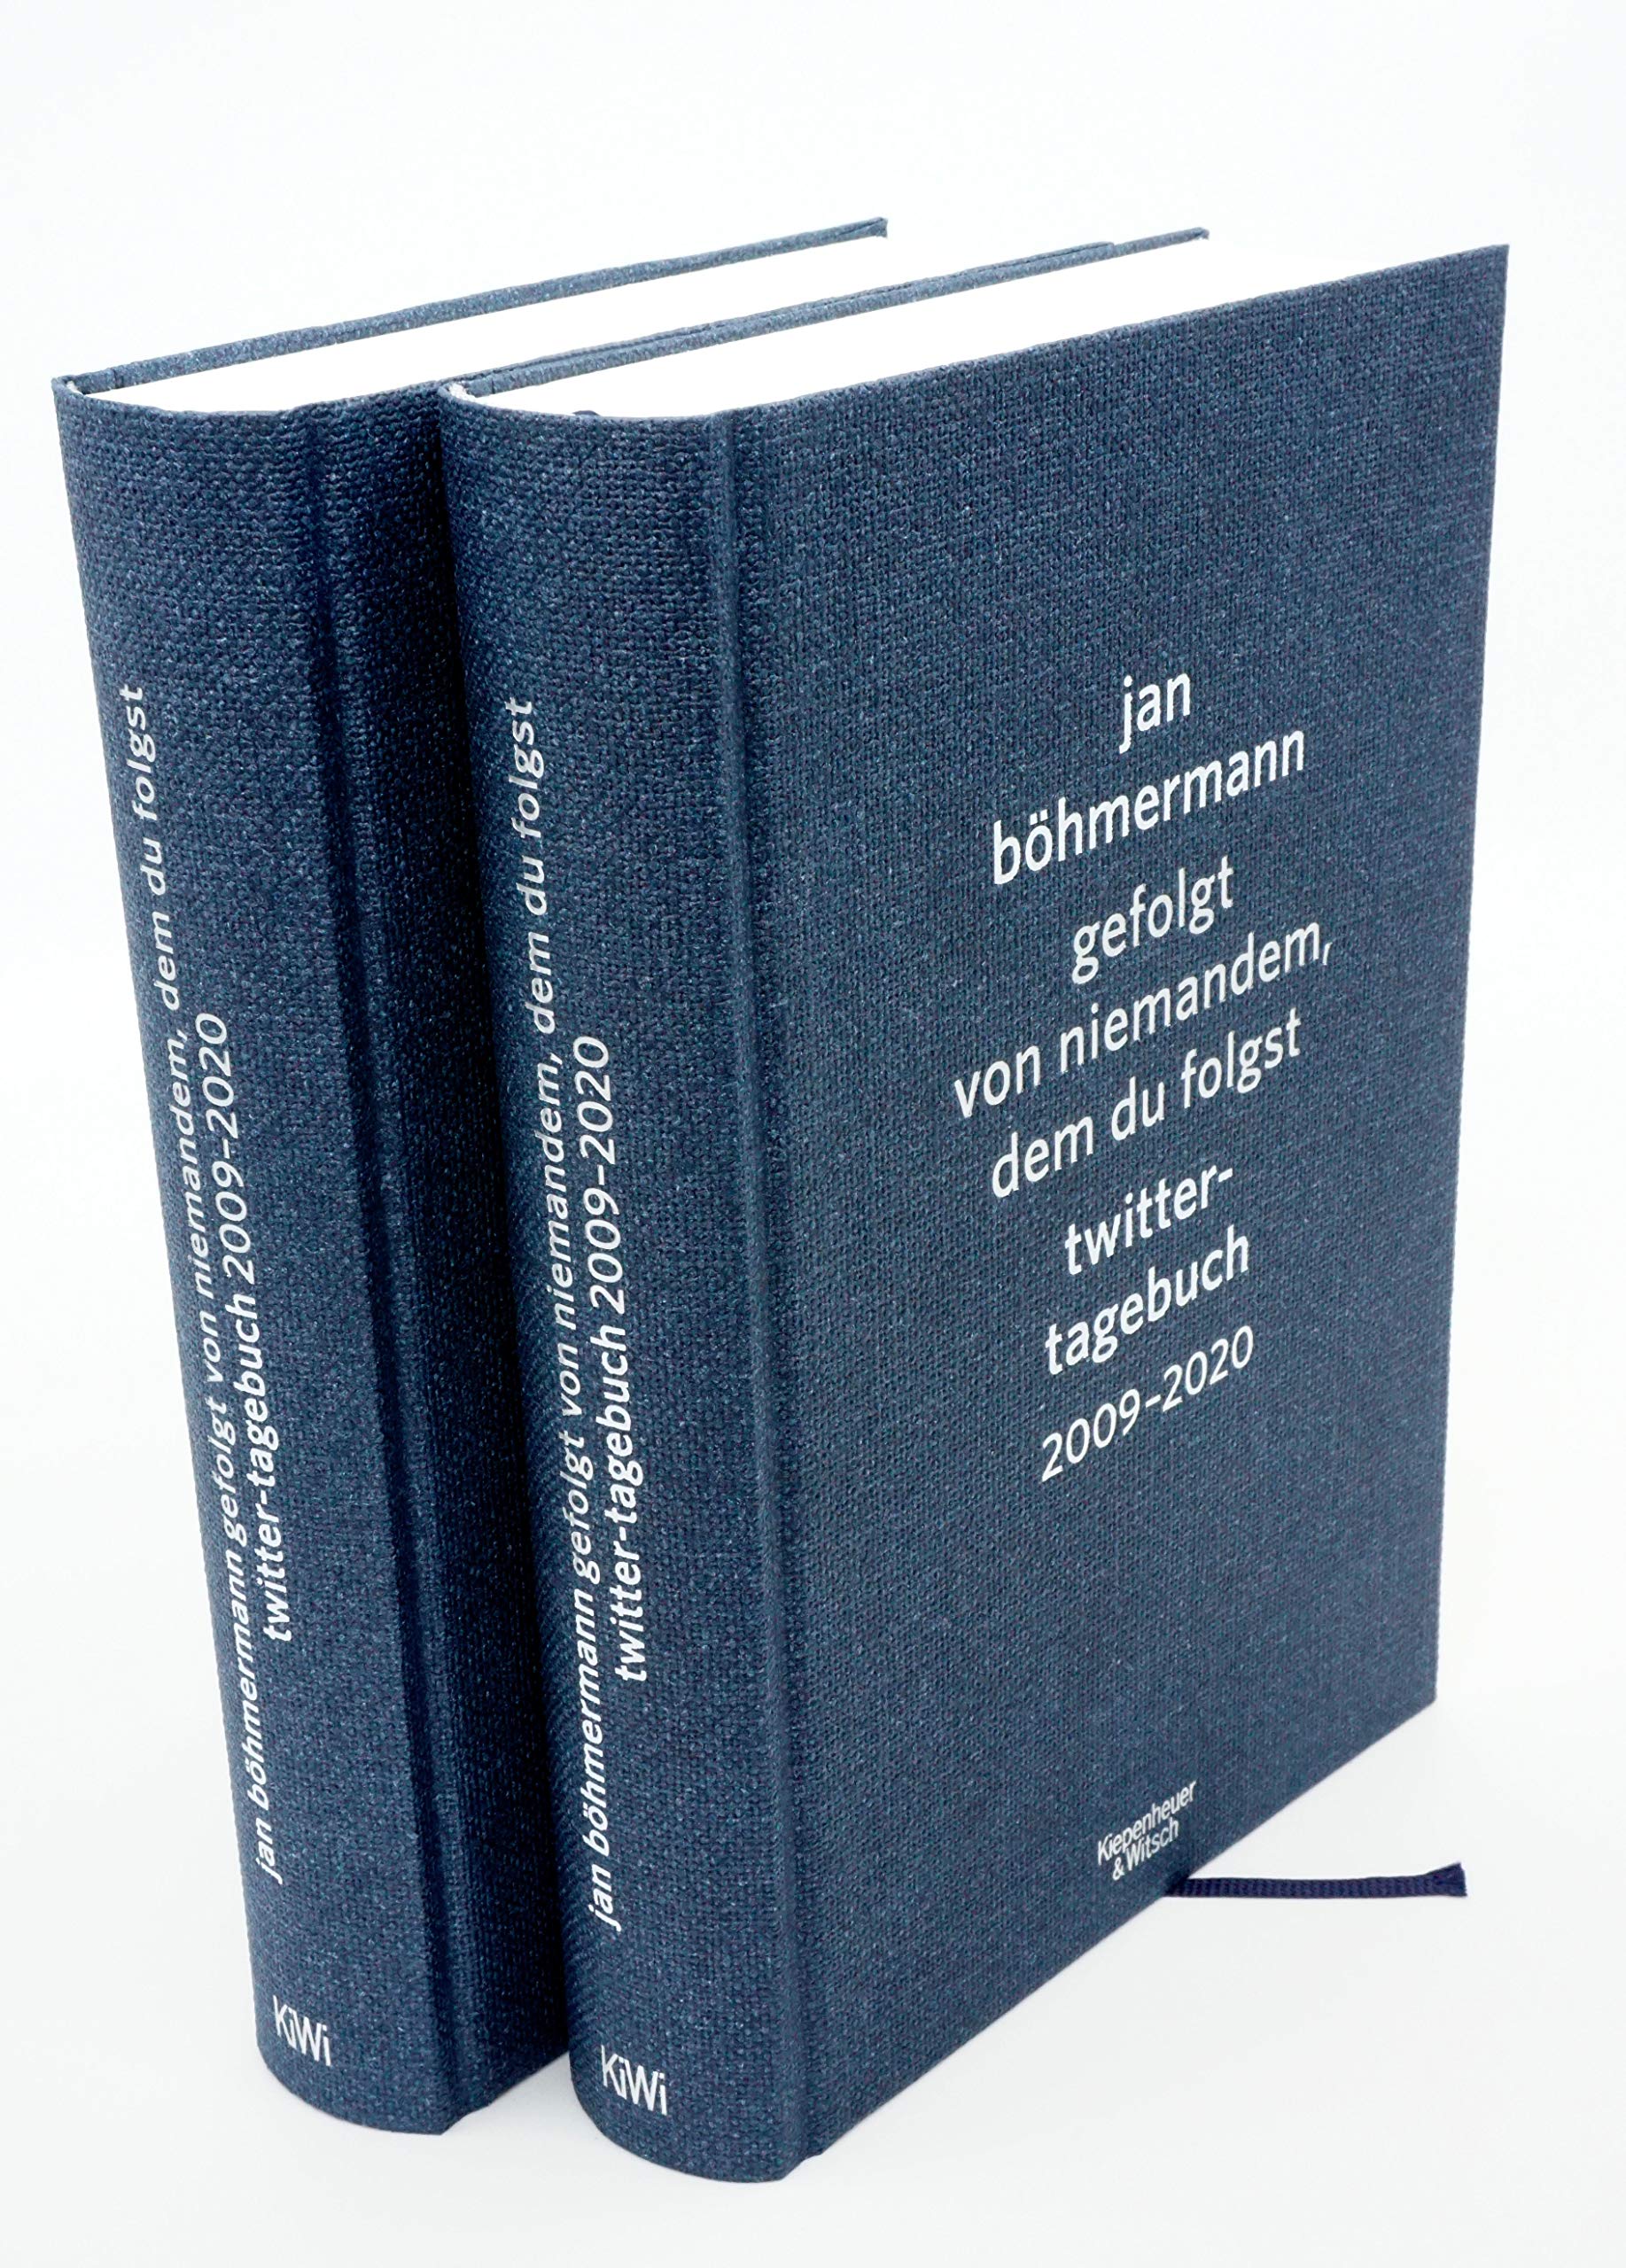 jan böhmermann gefolgt von niemandem, dem du folgst
twitter-tagebuch 2009–2020
KiWi
jan böhmermann gefolgt von niemandem, dem du folgst
twitter-tagebuch 2009–2020
KiWi
jan
böhmermann
gefolgt
von niemandem,
dem du folgst
twitter-
tagebuch
2009–2020
Kiepenheuer
& Witsch